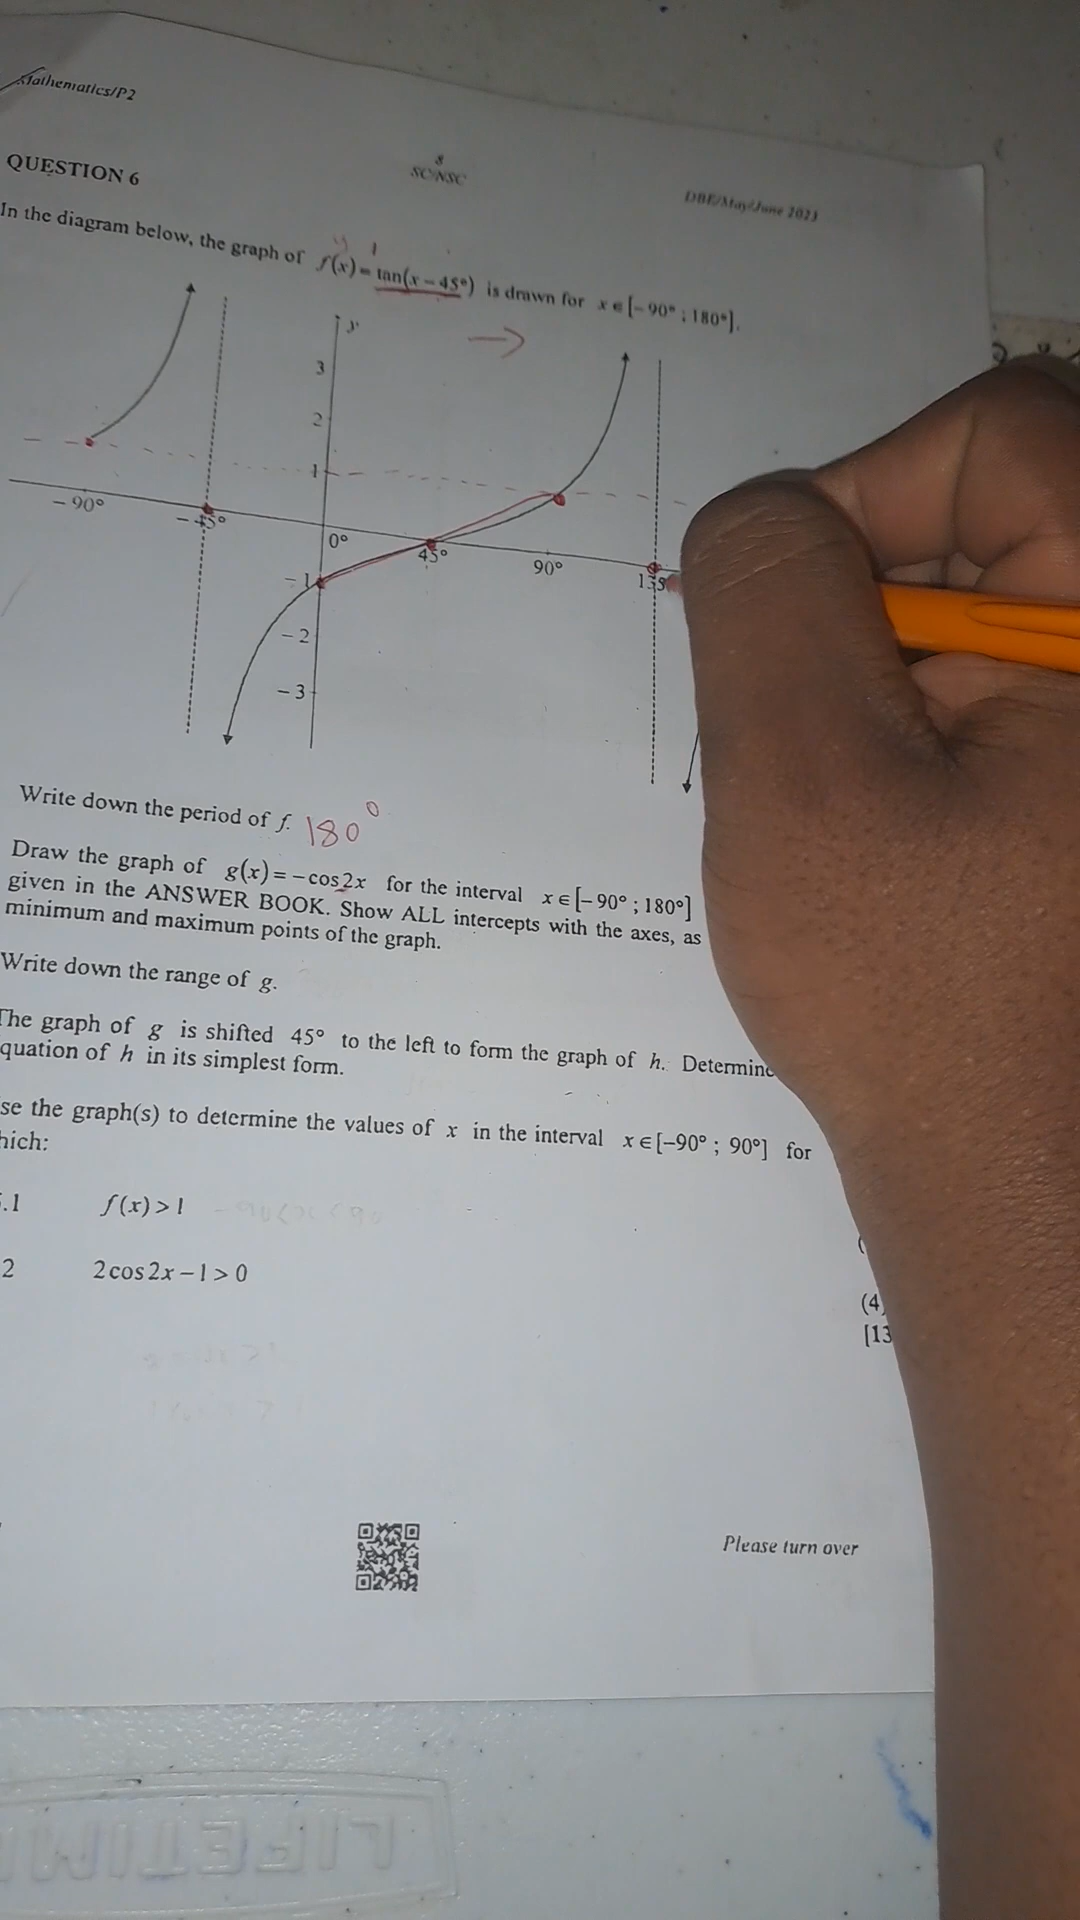 Mathematics/P2
8
SC/NSC
DBE/May/June 2023
QUESTION 6
In the diagram below, the graph of f(x) = tan(x – 45°) is drawn for x ∈ [– 90° ; 180°].
y
3
2
1
– 90°
– 45°
0°
45°
90°
135
– 1
– 2
– 3
Write down the period of f. 180°
Draw the graph of g(x) = – cos 2x for the interval x ∈ [– 90° ; 180°]
given in the ANSWER BOOK. Show ALL intercepts with the axes, as
minimum and maximum points of the graph.
Write down the range of g.
The graph of g is shifted 45° to the left to form the graph of h. Determine
quation of h in its simplest form.
se the graph(s) to determine the values of x in the interval x ∈ [–90° ; 90°] for
hich:
.1 f(x) > 1
2 2 cos 2x – 1 > 0
(4)
[13
Please turn over
LIFETIM